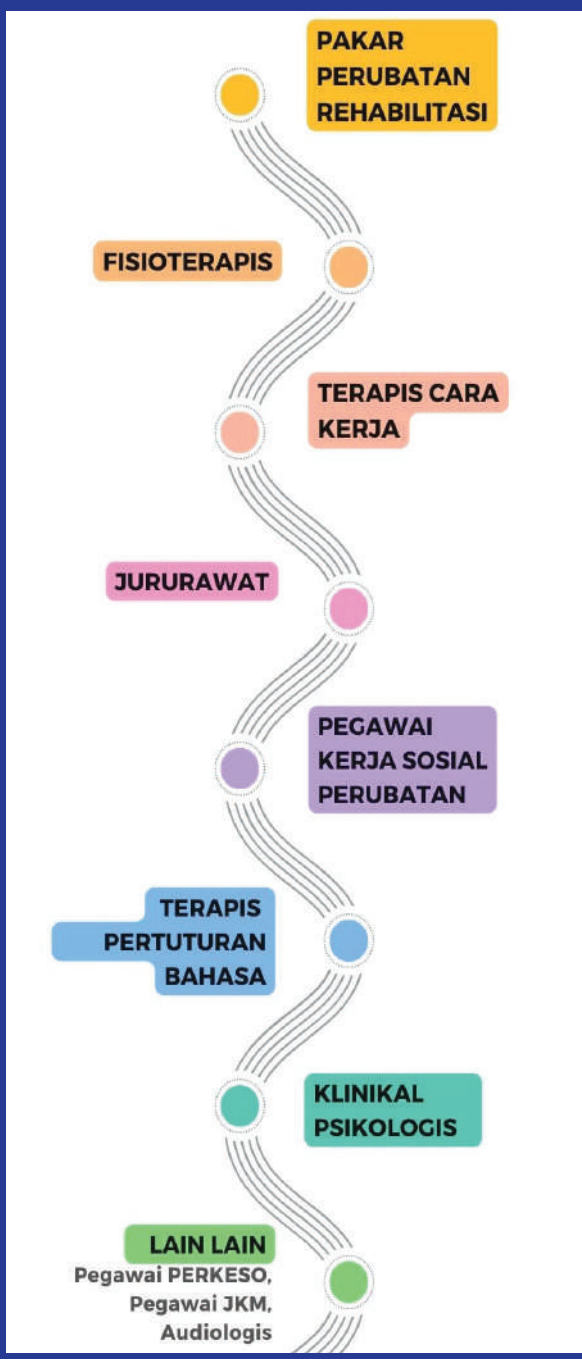 PAKAR
PERUBATAN
REHABILITASI
FISIOTERAPIS
TERAPIS CARA
KERJA
JURURAWAT
PEGAWAI
KERJA SOSIAL
PERUBATAN
TERAPIS
PERTUTURAN
BAHASA
KLINIKAL
PSIKOLOGIS
LAIN LAIN
Pegawai PERKESO,
Pegawai JKM,
Audiologis